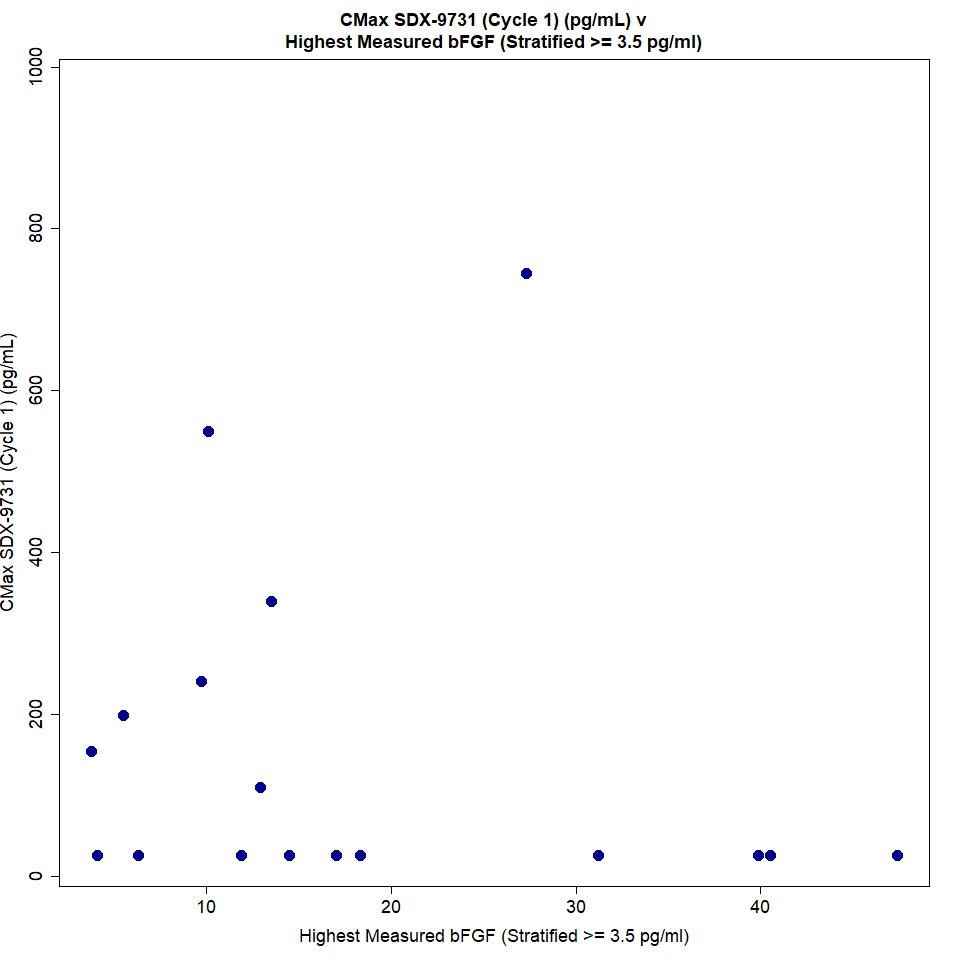 CMax SDX-9731 (Cycle 1) (pg/mL) v
Highest Measured bFGF (Stratified >= 3.5 pg/ml)
CMax SDX-9731 (Cycle 1) (pg/mL)
1000
800
600
400
200
0
10 20 30 40
Highest Measured bFGF (Stratified >= 3.5 pg/ml)